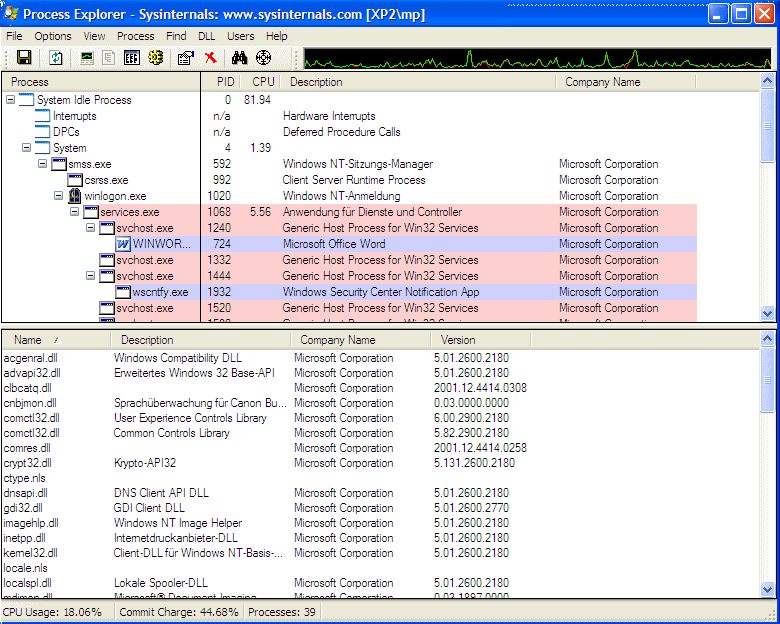 Process Explorer - Sysinternals: www.sysinternals.com [XP2\mp]
File Options View Process Find DLL Users Help
Process PID CPU Description Company Name
System Idle Process 0 81.94
Interrupts n/a Hardware Interrupts
DPCs n/a Deferred Procedure Calls
System 4 1.39
smss.exe 592 Windows NT-Sitzungs-Manager Microsoft Corporation
csrss.exe 992 Client Server Runtime Process Microsoft Corporation
winlogon.exe 1020 Windows NT-Anmeldung Microsoft Corporation
services.exe 1068 5.56 Anwendung für Dienste und Controller Microsoft Corporation
svchost.exe 1240 Generic Host Process for Win32 Services Microsoft Corporation
WINWOR... 724 Microsoft Office Word Microsoft Corporation
svchost.exe 1332 Generic Host Process for Win32 Services Microsoft Corporation
svchost.exe 1444 Generic Host Process for Win32 Services Microsoft Corporation
wscntfy.exe 1932 Windows Security Center Notification App Microsoft Corporation
svchost.exe 1520 Generic Host Process for Win32 Services Microsoft Corporation
Name Description Company Name Version
acgenral.dll Windows Compatibility DLL Microsoft Corporation 5.01.2600.2180
advapi32.dll Erweitertes Windows 32 Base-API Microsoft Corporation 5.01.2600.2180
clbcatq.dll Microsoft Corporation 2001.12.4414.0308
cnbjmon.dll Sprachüberwachung für Canon Bu... Microsoft Corporation 0.03.0000.0000
comctl32.dll User Experience Controls Library Microsoft Corporation 6.00.2900.2180
comctl32.dll Common Controls Library Microsoft Corporation 5.82.2900.2180
comres.dll Microsoft Corporation 2001.12.4414.0258
crypt32.dll Krypto-API32 Microsoft Corporation 5.131.2600.2180
ctype.nls
dnsapi.dll DNS Client API DLL Microsoft Corporation 5.01.2600.2180
gdi32.dll GDI Client DLL Microsoft Corporation 5.01.2600.2770
imagehlp.dll Windows NT Image Helper Microsoft Corporation 5.01.2600.2180
inetpp.dll Internetdruckanbieter-DLL Microsoft Corporation 5.01.2600.2180
kernel32.dll Client-DLL für Windows NT-Basis-... Microsoft Corporation 5.01.2600.2180
locale.nls
localspl.dll Lokale Spooler-DLL Microsoft Corporation 5.01.2600.2180
mdimon.dll Microsoft® Document Imaging Microsoft Corporation 0.03.1897.0000
CPU Usage: 18.06% Commit Charge: 44.68% Processes: 39